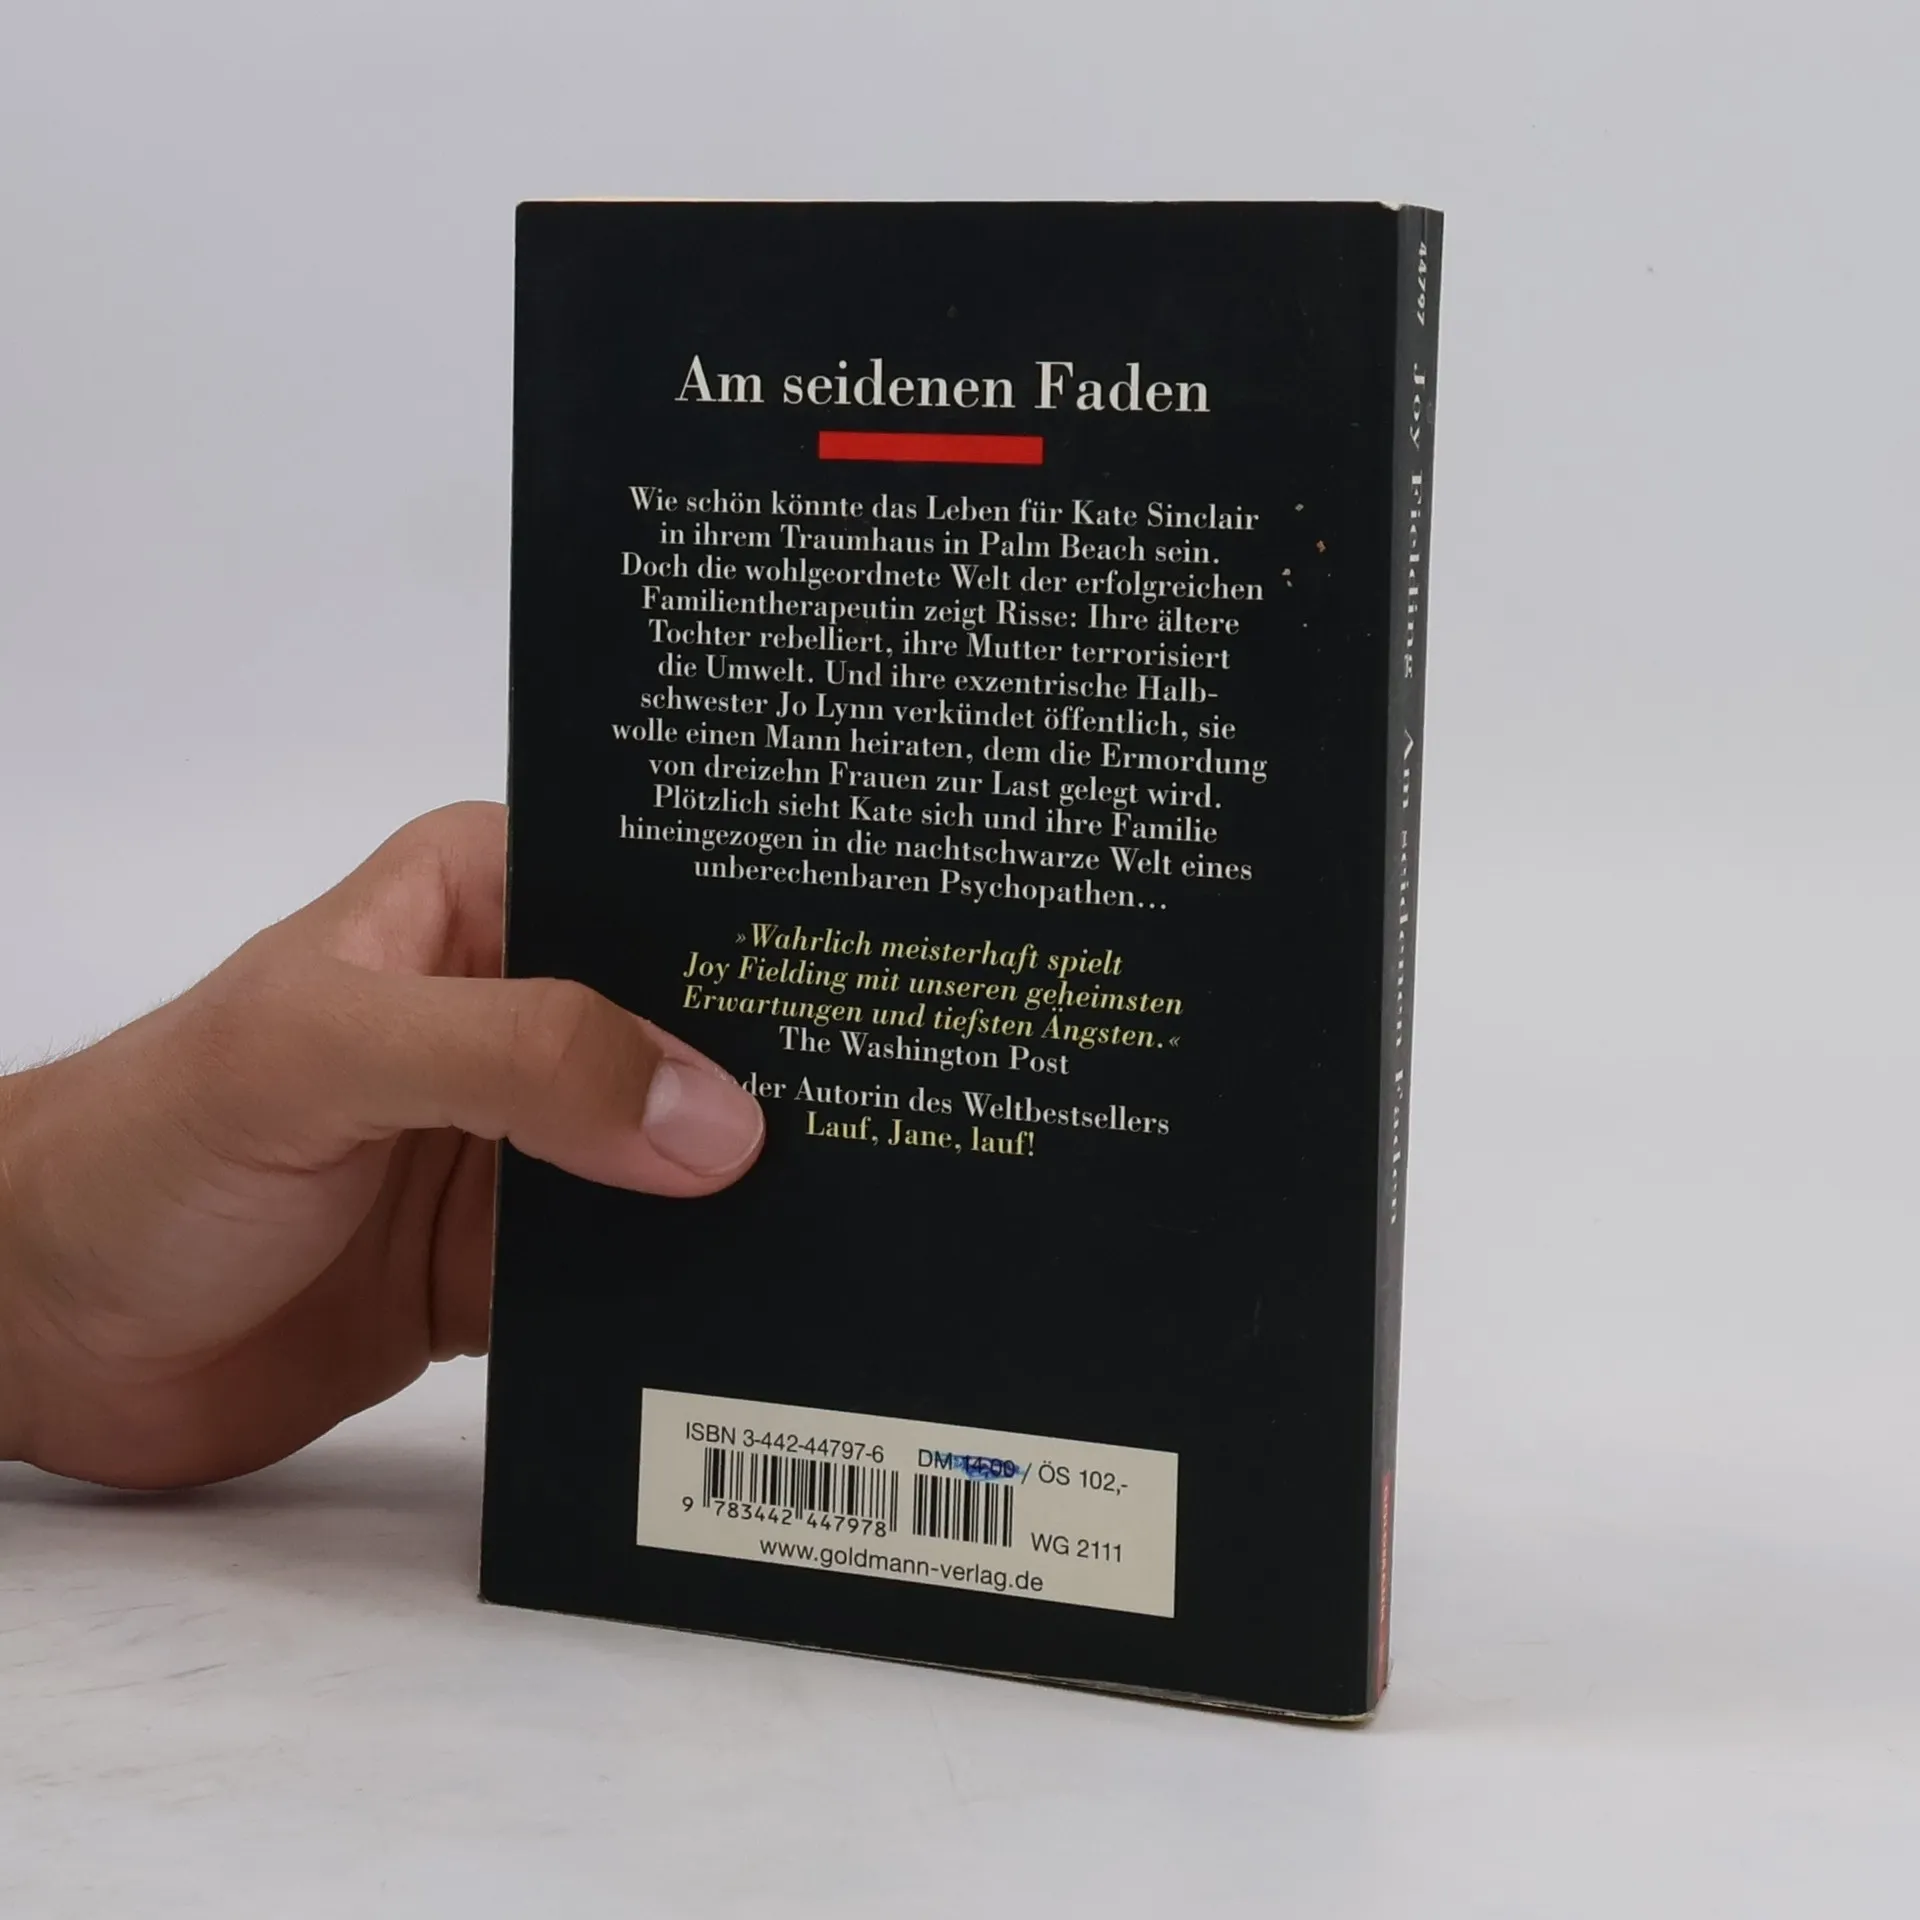 Am seidenen Faden
Wie schön könnte das Leben für Kate Sinclair
in ihrem Traumhaus in Palm Beach sein.
Doch die wohlgeordnete Welt der erfolgreichen
Familientherapeutin zeigt Risse: Ihre ältere
Tochter rebelliert, ihre Mutter terrorisiert
die Umwelt. Und ihre exzentrische Halb-
schwester Jo Lynn verkündet öffentlich, sie
wolle einen Mann heiraten, dem die Ermordung
von dreizehn Frauen zur Last gelegt wird.
Plötzlich sieht Kate sich und ihre Familie
hineingezogen in die nachtschwarze Welt eines
unberechenbaren Psychopathen...
»Wahrlich meisterhaft spielt
Joy Fielding mit unseren geheimsten
Erwartungen und tiefsten Ängsten.«
The Washington Post
der Autorin des Weltbestsellers
Lauf, Jane, lauf!
ISBN 3-442-44797-6
DM 14.00 / ÖS 102,-
9 783442 447978
WG 2111
www.goldmann-verlag.de
44797 Joy Fielding Am seidenen Faden